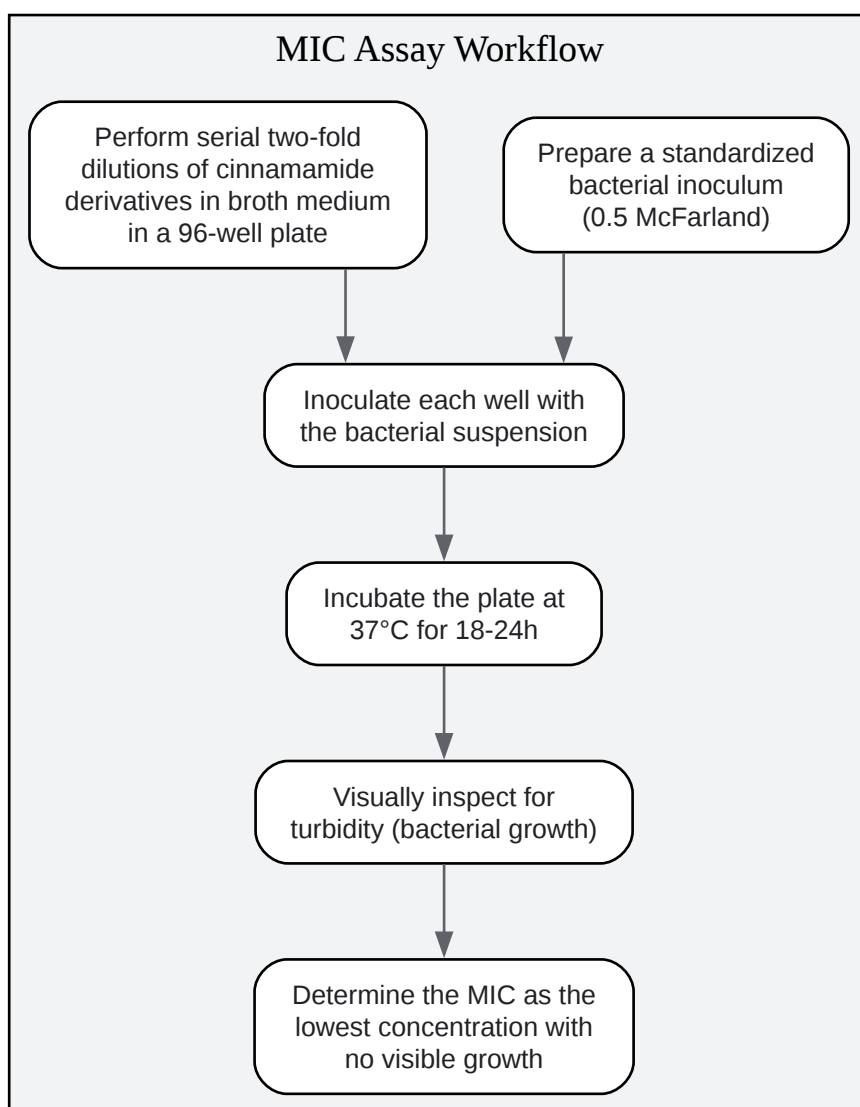 MIC Assay Workflow
Perform serial two-fold
dilutions of cinnamamide
derivatives in broth medium
in a 96-well plate
Prepare a standardized
bacterial inoculum
(0.5 McFarland)
Inoculate each well with
the bacterial suspension
Incubate the plate at
37°C for 18-24h
Visually inspect for
turbidity (bacterial growth)
Determine the MIC as the
lowest concentration with
no visible growth